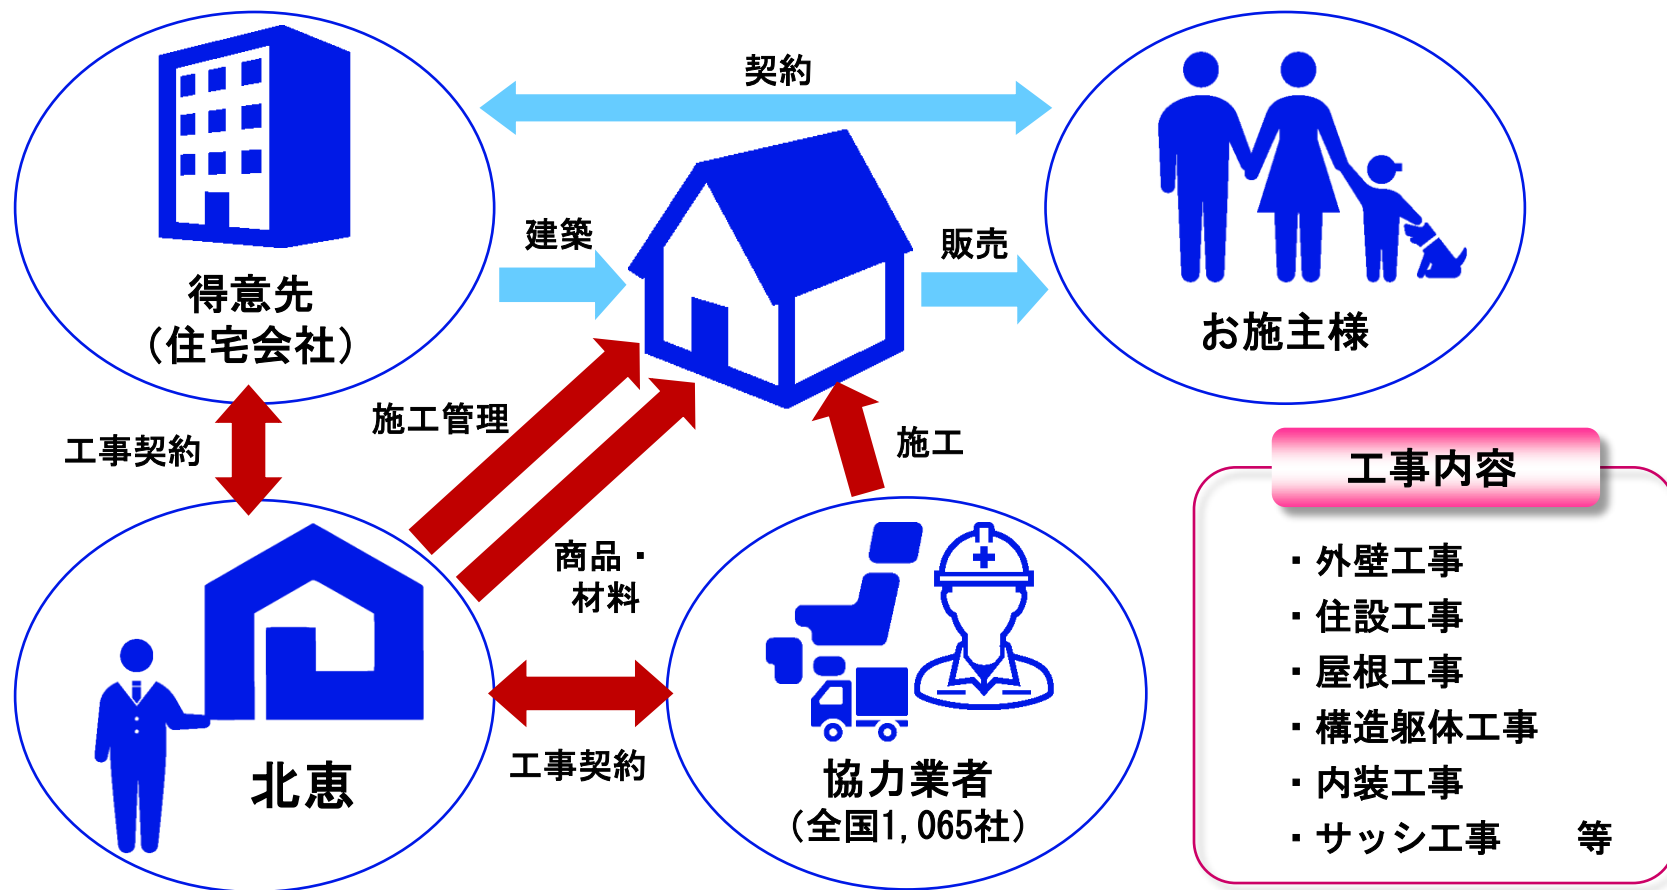 契約
得意先
（住宅会社）
建築
販売
お施主様
工事契約
施工管理
商品・
材料
施工
北恵
工事契約
協力業者
（全国1,065社）
工事内容
・外壁工事
・住設工事
・屋根工事
・構造躯体工事
・内装工事
・サッシ工事　　等